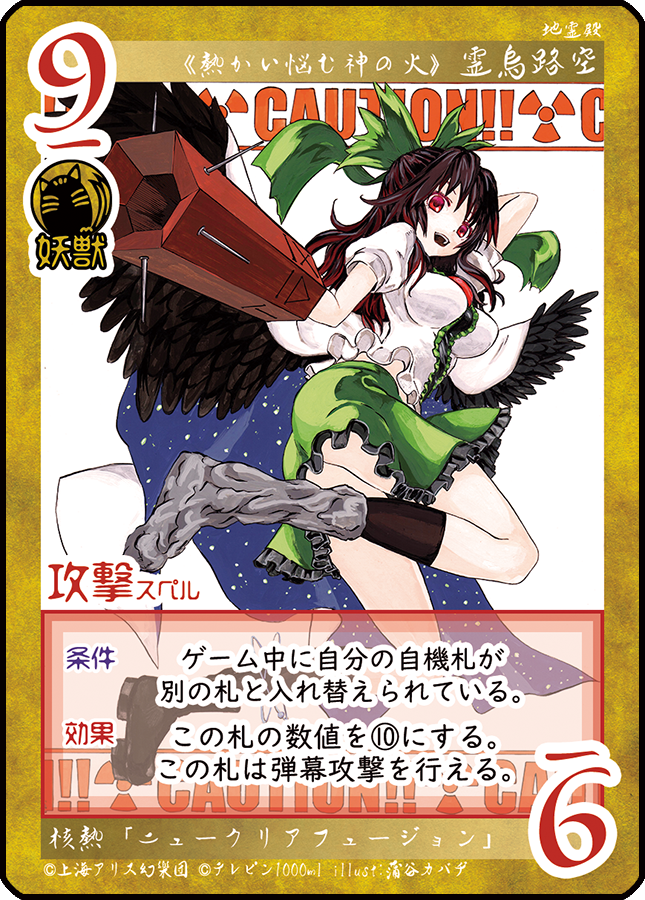 地霊殿
9
《熱かい悩む神の火》 霊烏路空
CAUTION!! C
妖獣
攻撃スペル
条件
ゲーム中に自分の自機札が
別の札と入れ替えられている。
効果
この札の数値を⑩にする。
この札は弾幕攻撃を行える。
!! CAUTION!! CAU
6
核熱「ニュークリアフュージョン」
©上海アリス幻樂団 ©テレピン1000ml illust:蒲谷カバヂ